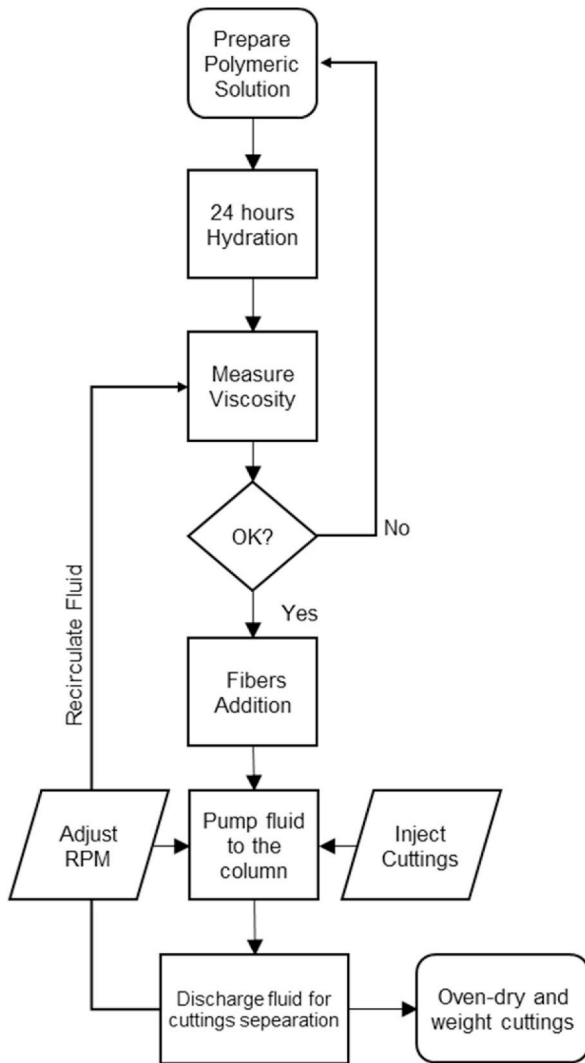 Prepare
Polymeric
Solution
24 hours
Hydration
Measure
Viscosity
OK?
No
Yes
Recirculate Fluid
Fibers
Addition
Adjust
RPM
Pump fluid
to the
column
Inject
Cuttings
Discharge fluid for
cuttings sepearation
Oven-dry and
weight cuttings